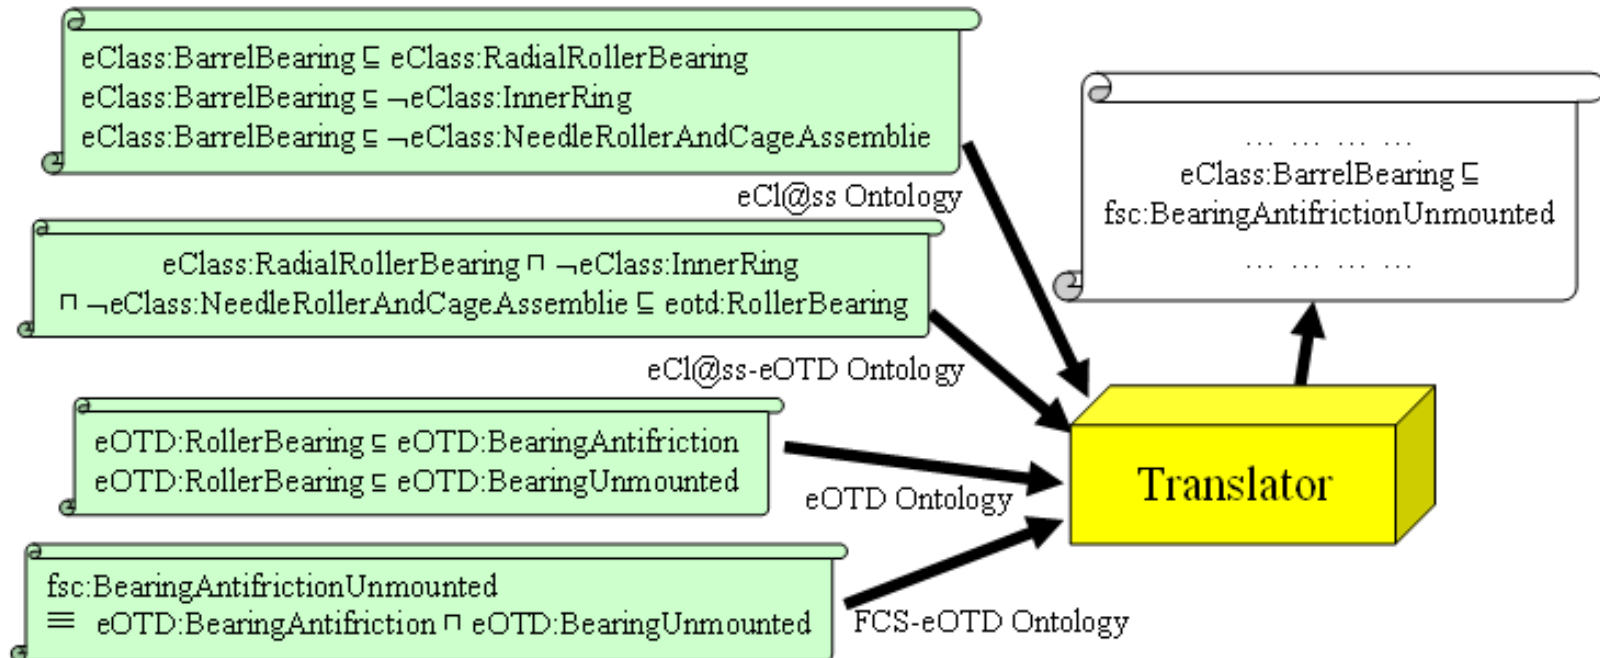 eClass:BarrelBearing ⊑ eClass:RadialRollerBearing
eClass:BarrelBearing ⊑ ¬eClass:InnerRing
eClass:BarrelBearing ⊑ ¬eClass:NeedleRollerAndCageAssemblie
eCl@ss Ontology
eClass:RadialRollerBearing ⊓ ¬eClass:InnerRing
⊓ ¬eClass:NeedleRollerAndCageAssemblie ⊑ eotd:RollerBearing
eCl@ss-eOTD Ontology
eOTD:RollerBearing ⊑ eOTD:BearingAntifriction
eOTD:RollerBearing ⊑ eOTD:BearingUnmounted
eOTD Ontology
fsc:BearingAntifrictionUnmounted
≡ eOTD:BearingAntifriction ⊓ eOTD:BearingUnmounted
FCS-eOTD Ontology
Translator
... ... ... ...
eClass:BarrelBearing ⊑
fsc:BearingAntifrictionUnmounted
... ... ... ...